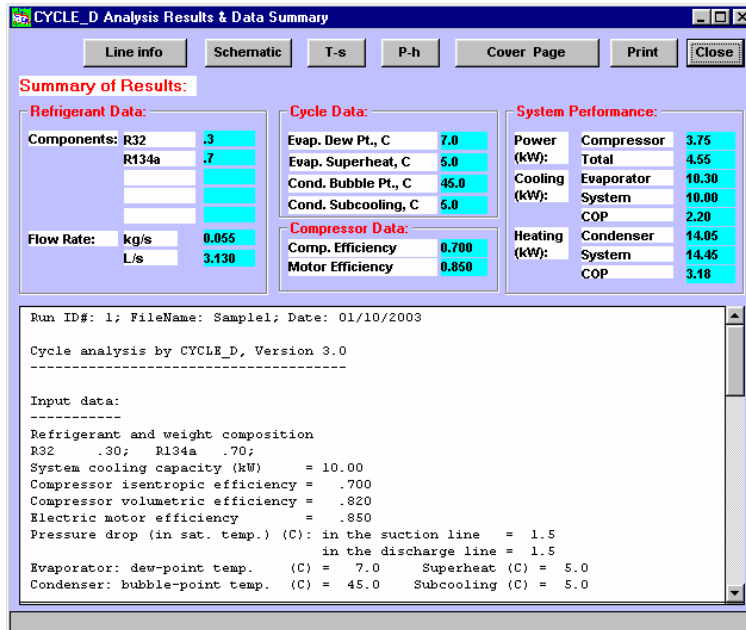 CYCLE_D Analysis Results & Data Summary
Line info Schematic T-s P-h Cover Page Print Close
Summary of Results:
Refrigerant Data:
Components: R32 .3
R134a .7
Flow Rate: kg/s 0.055
L/s 3.130
Cycle Data:
Evap. Dew Pt., C 7.0
Evap. Superheat, C 5.0
Cond. Bubble Pt., C 45.0
Cond. Subcooling, C 5.0
Compressor Data:
Comp. Efficiency 0.700
Motor Efficiency 0.850
System Performance:
Power Compressor 3.75
(kW): Total 4.55
Cooling Evaporator 10.30
(kW): System 10.00
COP 2.20
Heating Condenser 14.05
(kW): System 14.45
COP 3.18
Run ID#: 1; FileName: Sample1; Date: 01/10/2003
Cycle analysis by CYCLE_D, Version 3.0
-------------------------------------
Input data:
-----------
Refrigerant and weight composition
R32 .30; R134a .70;
System cooling capacity (kW) = 10.00
Compressor isentropic efficiency = .700
Compressor volumetric efficiency = .820
Electric motor efficiency = .850
Pressure drop (in sat. temp.) (C): in the suction line = 1.5
in the discharge line = 1.5
Evaporator: dew-point temp. (C) = 7.0 Superheat (C) = 5.0
Condenser: bubble-point temp. (C) = 45.0 Subcooling (C) = 5.0